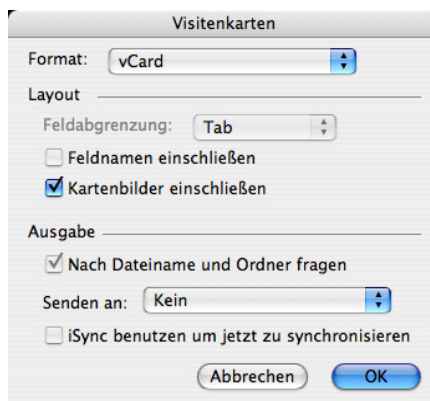 Visitenkarten
Format: vCard
Layout
Feldabgrenzung: Tab
Feldnamen einschließen
Kartenbilder einschließen
Ausgabe
Nach Dateiname und Ordner fragen
Senden an: Kein
iSync benutzen um jetzt zu synchronisieren
Abbrechen OK